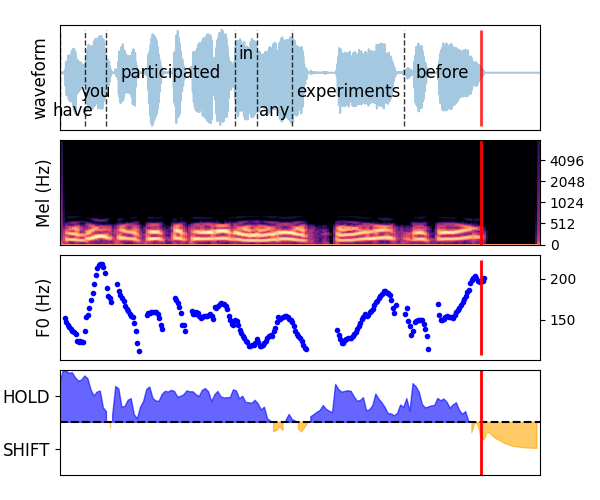 waveform
have
you
participated
in
any
experiments
before
Mel (Hz)
4096
2048
1024
512
0
F0 (Hz)
200
150
HOLD
SHIFT